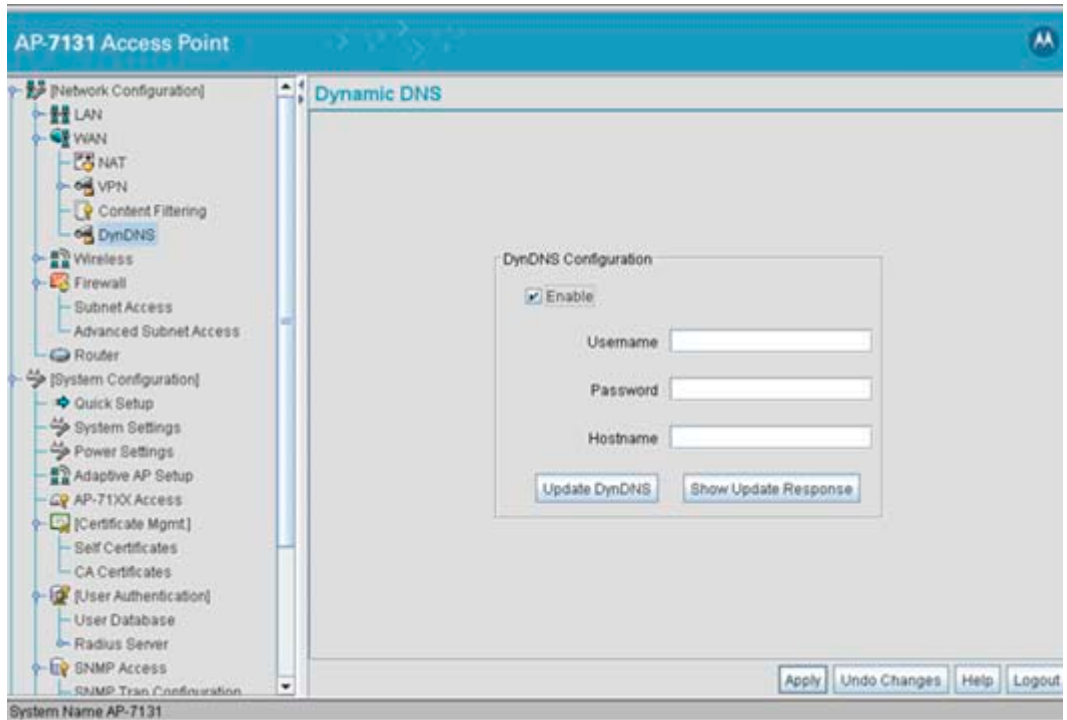 AP-7131 Access Point
[Network Configuration]
LAN
WAN
NAT
VPN
Content Filtering
DynDNS
Wireless
Firewall
Subnet Access
Advanced Subnet Access
Router
[System Configuration]
Quick Setup
System Settings
Power Settings
Adaptive AP Setup
AP-71XX Access
[Certificate Mgmt.]
Self Certificates
CA Certificates
[User Authentication]
User Database
Radius Server
SNMP Access
SNMP Trap Configuration
Dynamic DNS
DynDNS Configuration
Enable
Username
Password
Hostname
Update DynDNS
Show Update Response
Apply
Undo Changes
Help
Logout
System Name AP-7131